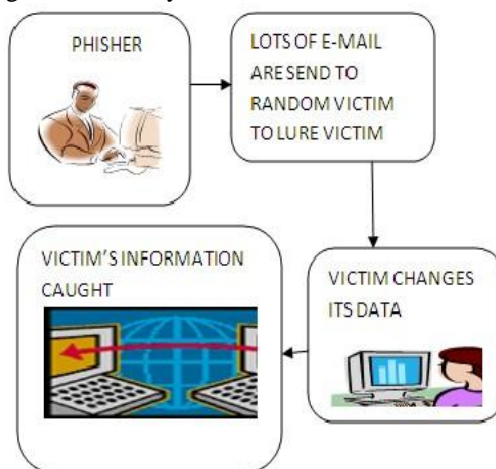 PHISHER
LOTS OF E-MAIL
ARE SEND TO
RANDOM VICTIM
TO LURE VICTIM
VICTIM CHANGES
ITS DATA
VICTIM'S INFORMATION
CAUGHT